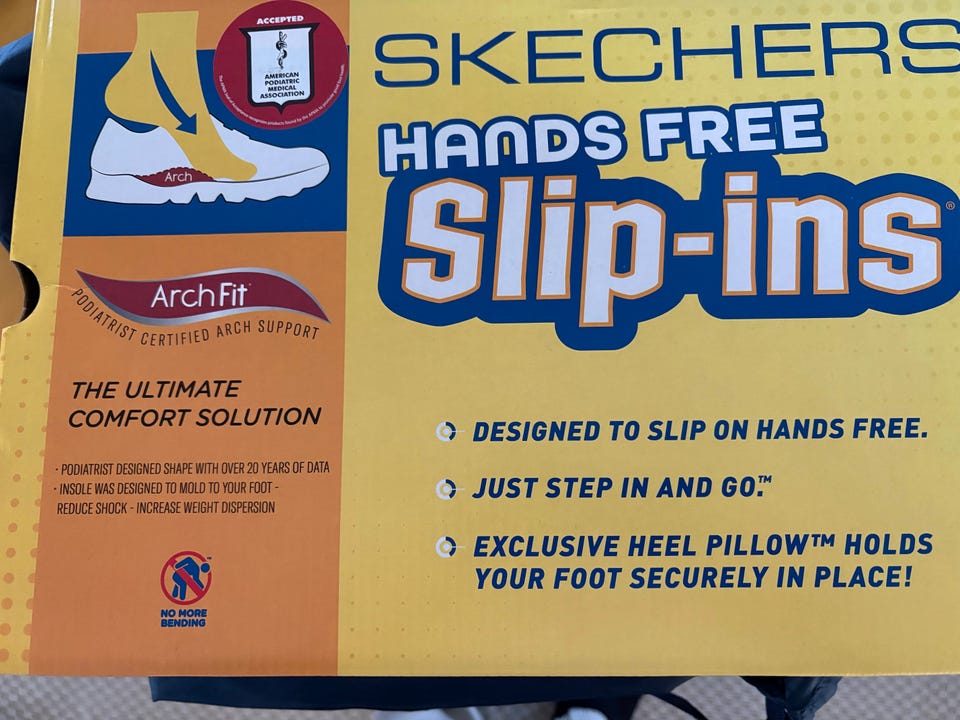 ACCEPTED
AMERICAN
PODIATRIC
MEDICAL
ASSOCIATION
Arch
ArchFit
PODIATRIST CERTIFIED ARCH SUPPORT
THE ULTIMATE
COMFORT SOLUTION
· PODIATRIST DESIGNED SHAPE WITH OVER 20 YEARS OF DATA
· INSOLE WAS DESIGNED TO MOLD TO YOUR FOOT -
REDUCE SHOCK - INCREASE WEIGHT DISPERSION
NO MORE
BENDING
SKECHERS
HANDS FREE
Slip-ins®
DESIGNED TO SLIP ON HANDS FREE.
JUST STEP IN AND GO.™
EXCLUSIVE HEEL PILLOW™ HOLDS
YOUR FOOT SECURELY IN PLACE!